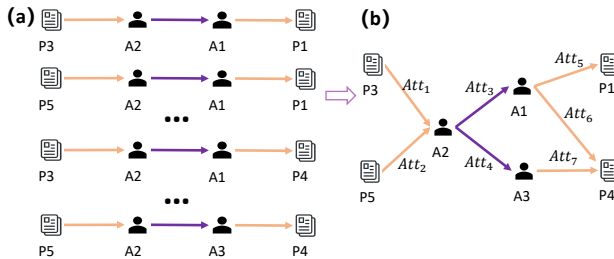 (a)
P3 A2 A1 P1
P5 A2 A1 P1
...
P3 A2 A1 P4
...
P5 A2 A3 P4
(b)
P3 Att1 Att3 A1 Att5 P1
A2 Att6
P5 Att2 Att4 A3 Att7 P4